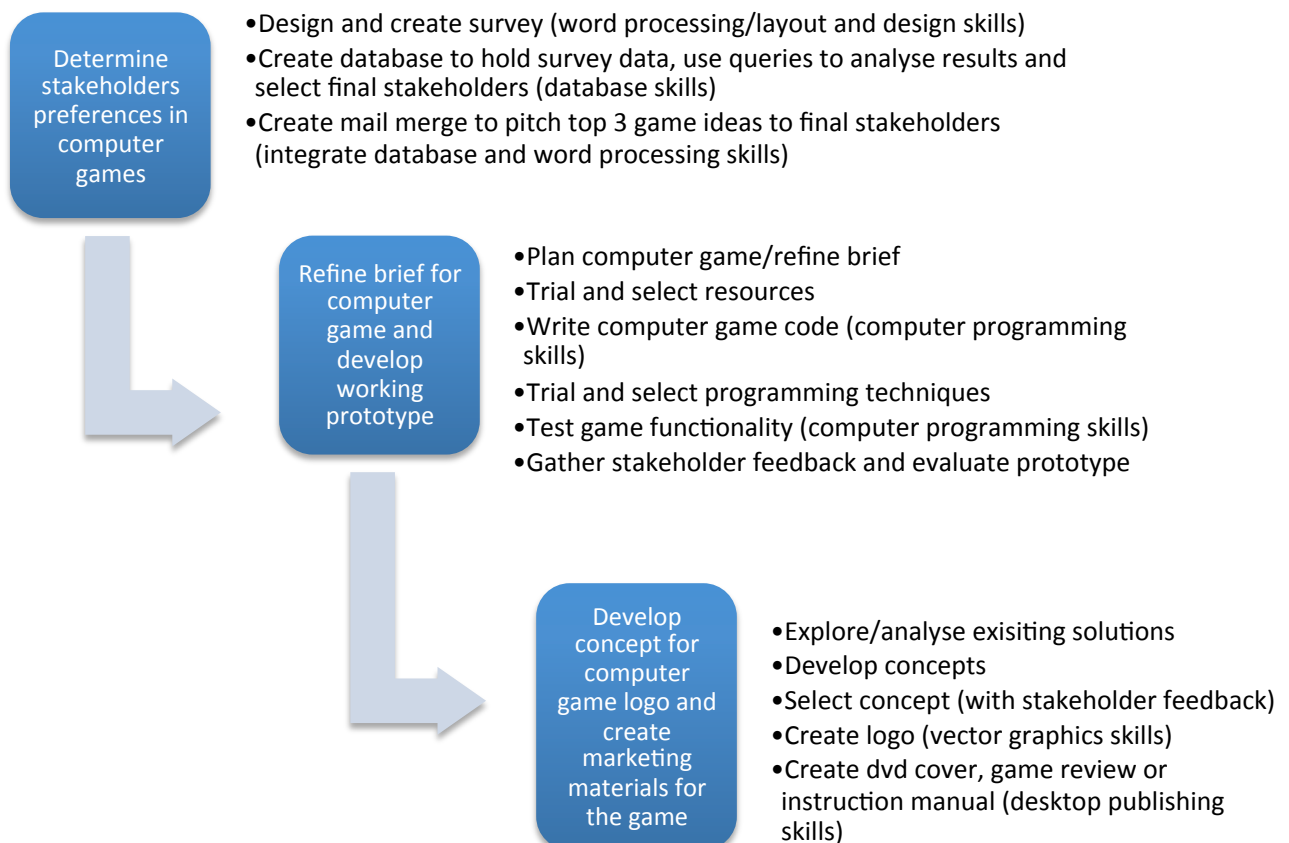 Determine
stakeholders
preferences in
computer
games
•Design and create survey (word processing/layout and design skills)
•Create database to hold survey data, use queries to analyse results and
select final stakeholders (database skills)
•Create mail merge to pitch top 3 game ideas to final stakeholders
(integrate database and word processing skills)
Refine brief for
computer
game and
develop
working
prototype
•Plan computer game/refine brief
•Trial and select resources
•Write computer game code (computer programming
skills)
•Trial and select programming techniques
•Test game functionality (computer programming skills)
•Gather stakeholder feedback and evaluate prototype
Develop
concept for
computer
game logo and
create
marketing
materials for
the game
•Explore/analyse exisiting solutions
•Develop concepts
•Select concept (with stakeholder feedback)
•Create logo (vector graphics skills)
•Create dvd cover, game review or
instruction manual (desktop publishing
skills)